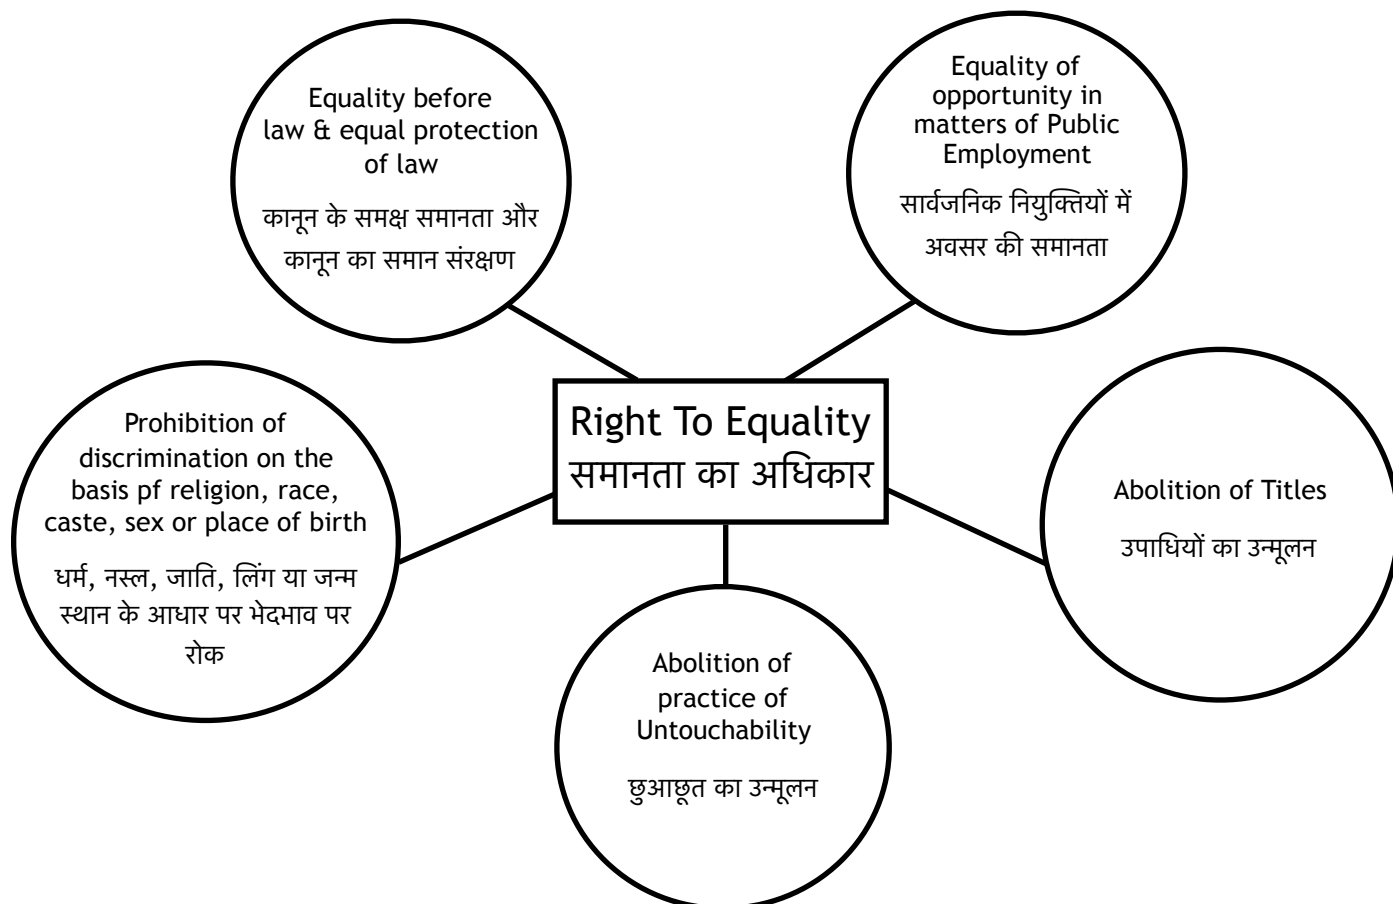 Equality before
law & equal protection
of law
कानून के समक्ष समानता और
कानून का समान संरक्षण
Equality of
opportunity in
matters of Public
Employment
सार्वजनिक नियुक्तियों में
अवसर की समानता
Right To Equality
समानता का अधिकार
Prohibition of
discrimination on the
basis pf religion, race,
caste, sex or place of birth
धर्म, नस्ल, जाति, लिंग या जन्म
स्थान के आधार पर भेदभाव पर
रोक
Abolition of Titles
उपाधियों का उन्मूलन
Abolition of
practice of
Untouchability
छुआछूत का उन्मूलन